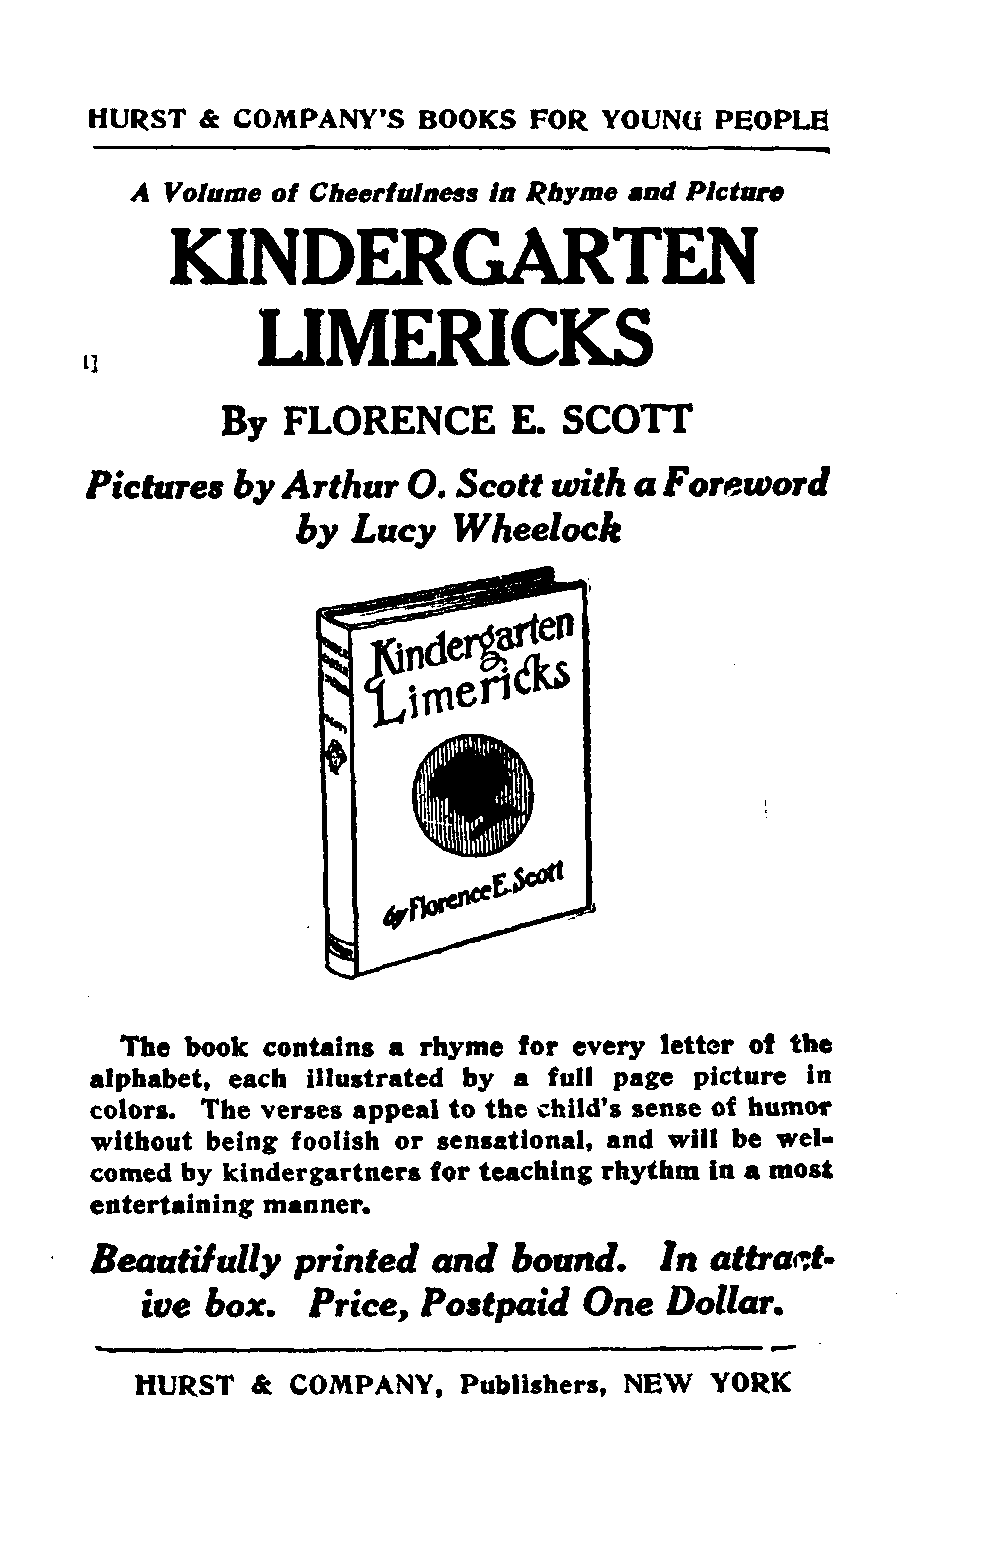 HURST & COMPANY'S BOOKS FOR YOUNG PEOPLE
A Volume of Cheerfulness in Rhyme and Picture
KINDERGARTEN
LIMERICKS
By FLORENCE E. SCOTT
Pictures by Arthur O. Scott with a Foreword
by Lucy Wheelock
Kindergarten
Limericks
by Florence E. Scott
The book contains a rhyme for every letter of the
alphabet, each illustrated by a full page picture in
colors. The verses appeal to the child's sense of humor
without being foolish or sensational, and will be wel-
comed by kindergartners for teaching rhythm in a most
entertaining manner.
Beautifully printed and bound. In attract-
ive box. Price, Postpaid One Dollar.
HURST & COMPANY, Publishers, NEW YORK